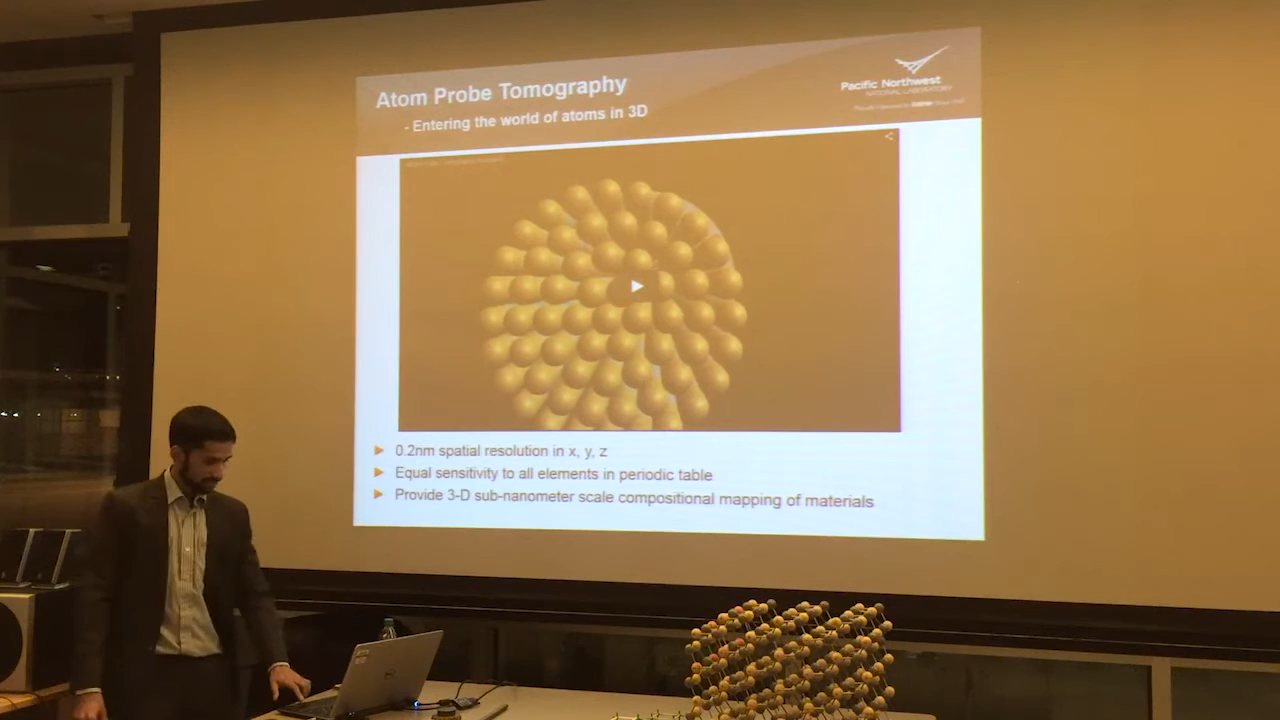 Atom Probe Tomography
- Entering the world of atoms in 3D
Pacific Northwest
NATIONAL LABORATORY
0.2nm spatial resolution in x, y, z
Equal sensitivity to all elements in periodic table
Provide 3-D sub-nanometer scale compositional mapping of materials